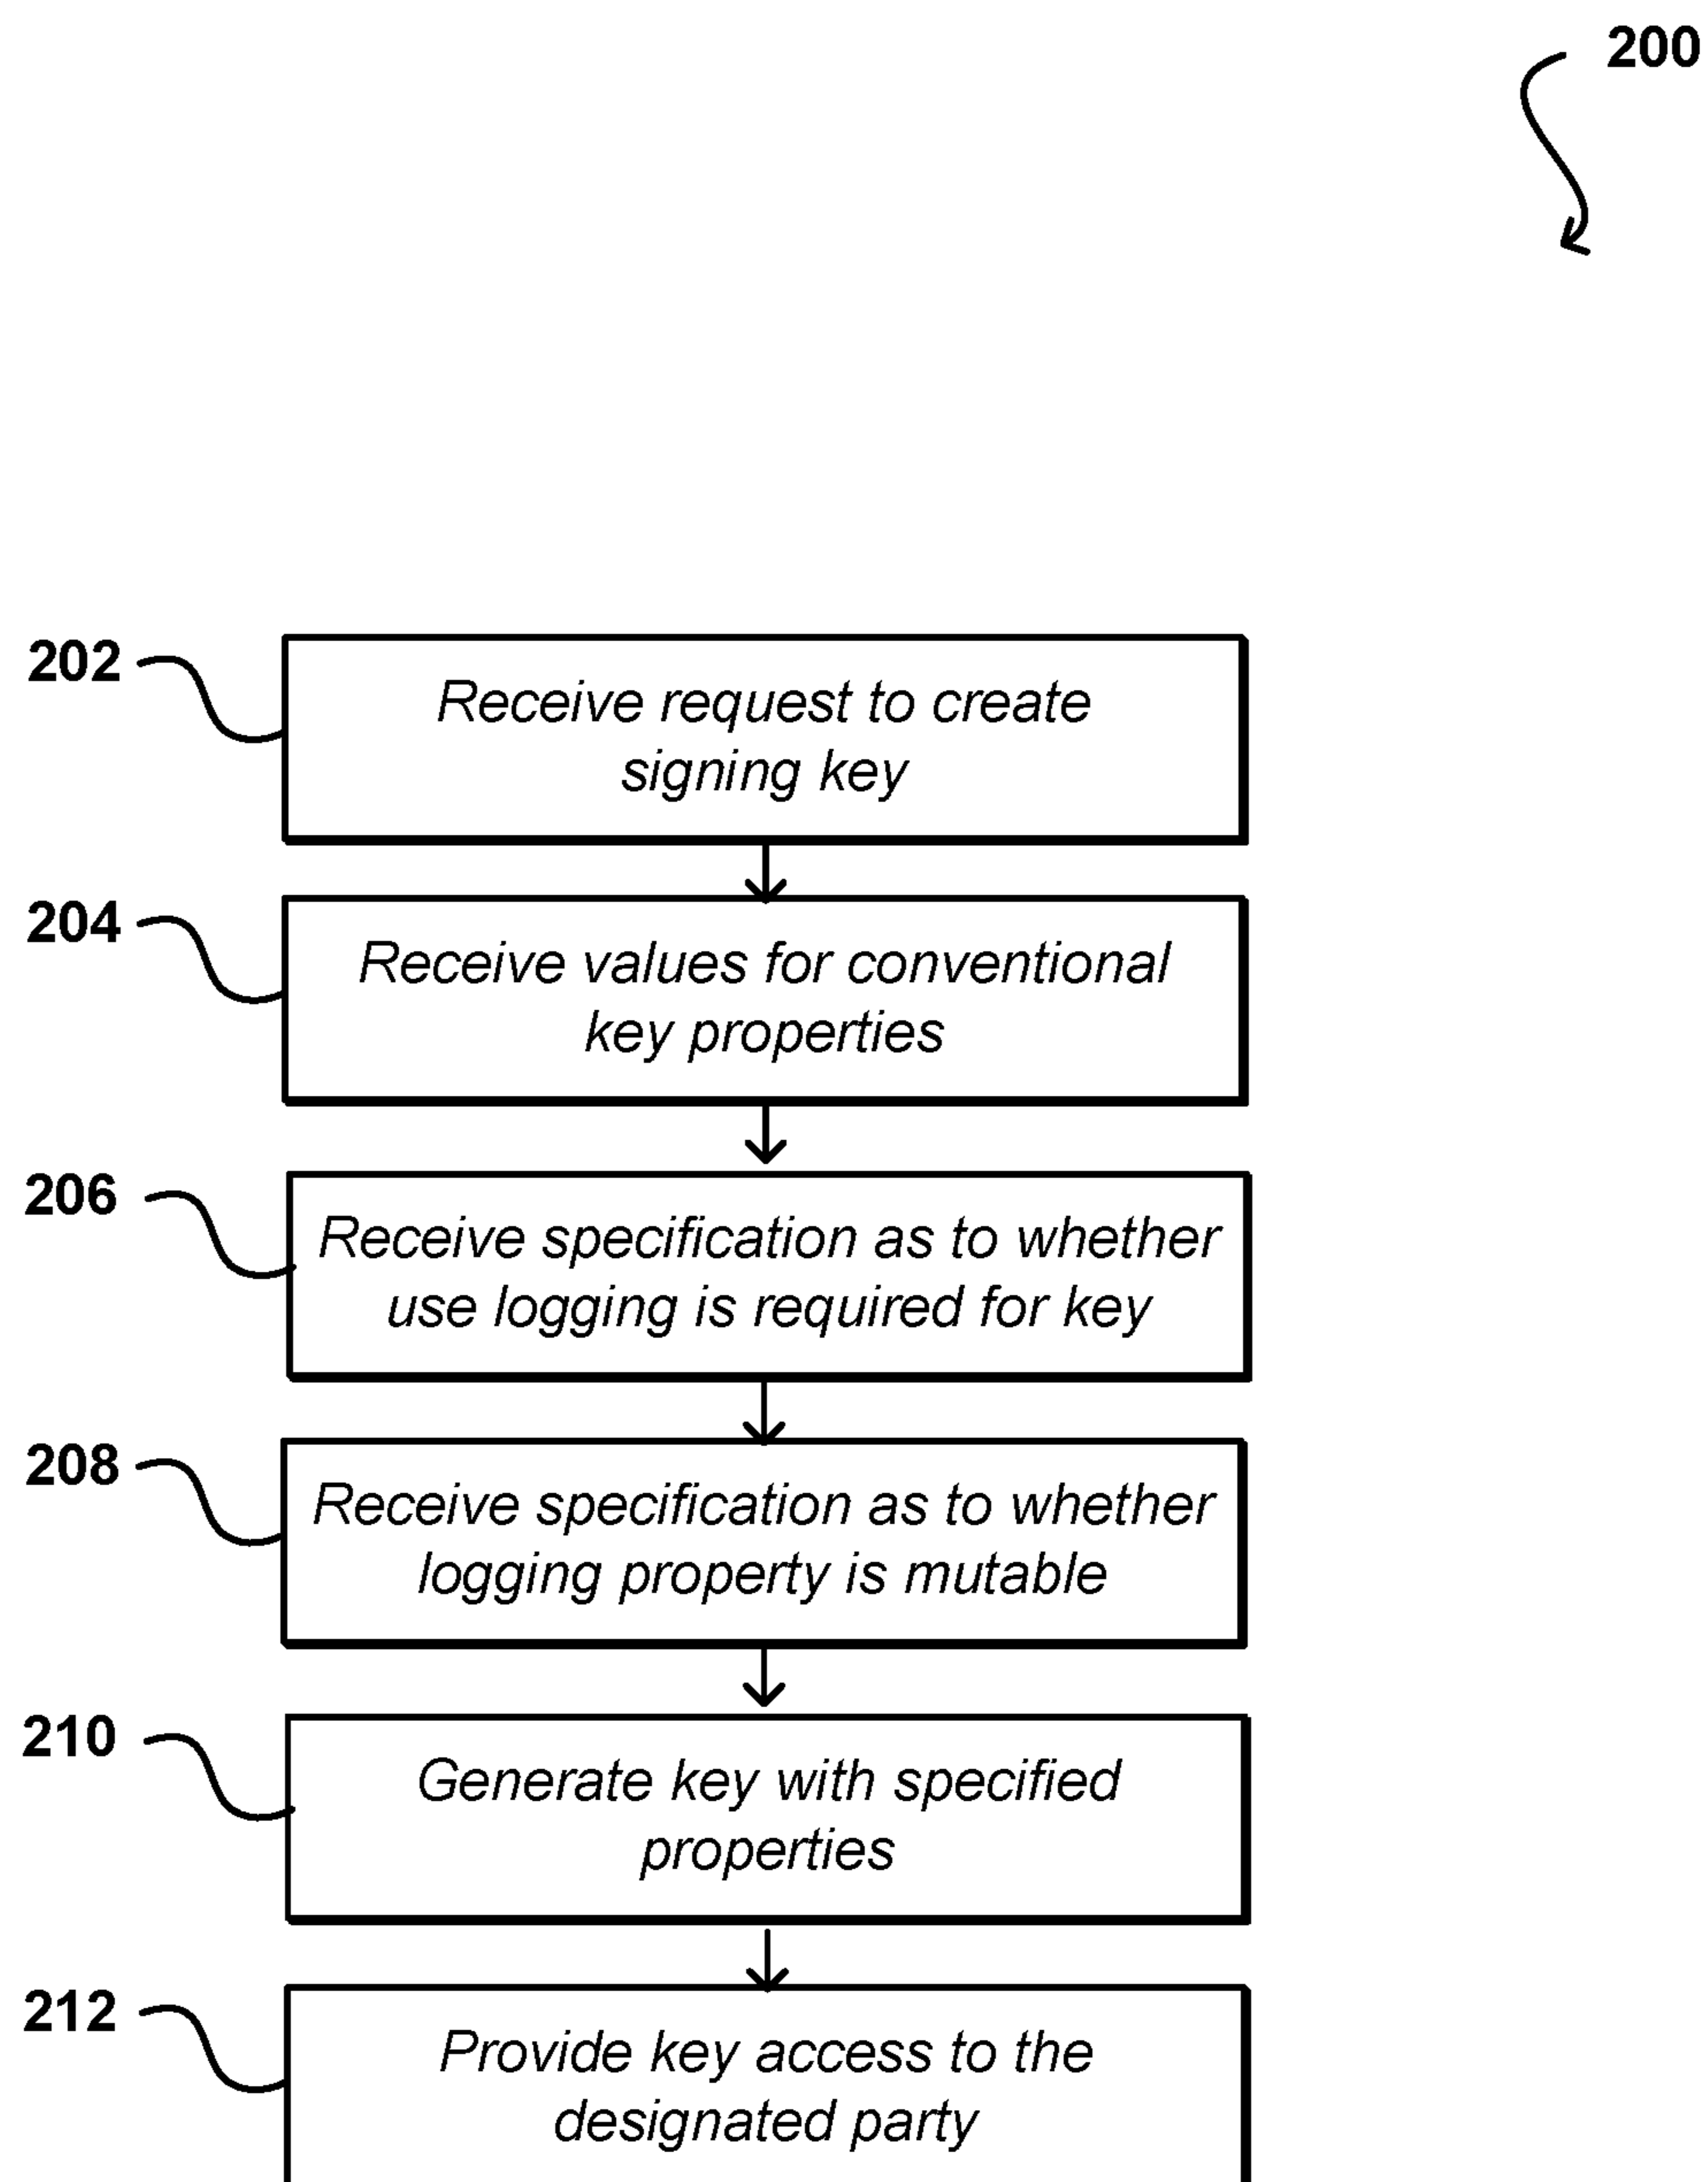 200
202
Receive request to create
signing key
204
Receive values for conventional
key properties
206
Receive specification as to whether
use logging is required for key
208
Receive specification as to whether
logging property is mutable
210
Generate key with specified
properties
212
Provide key access to the
designated party